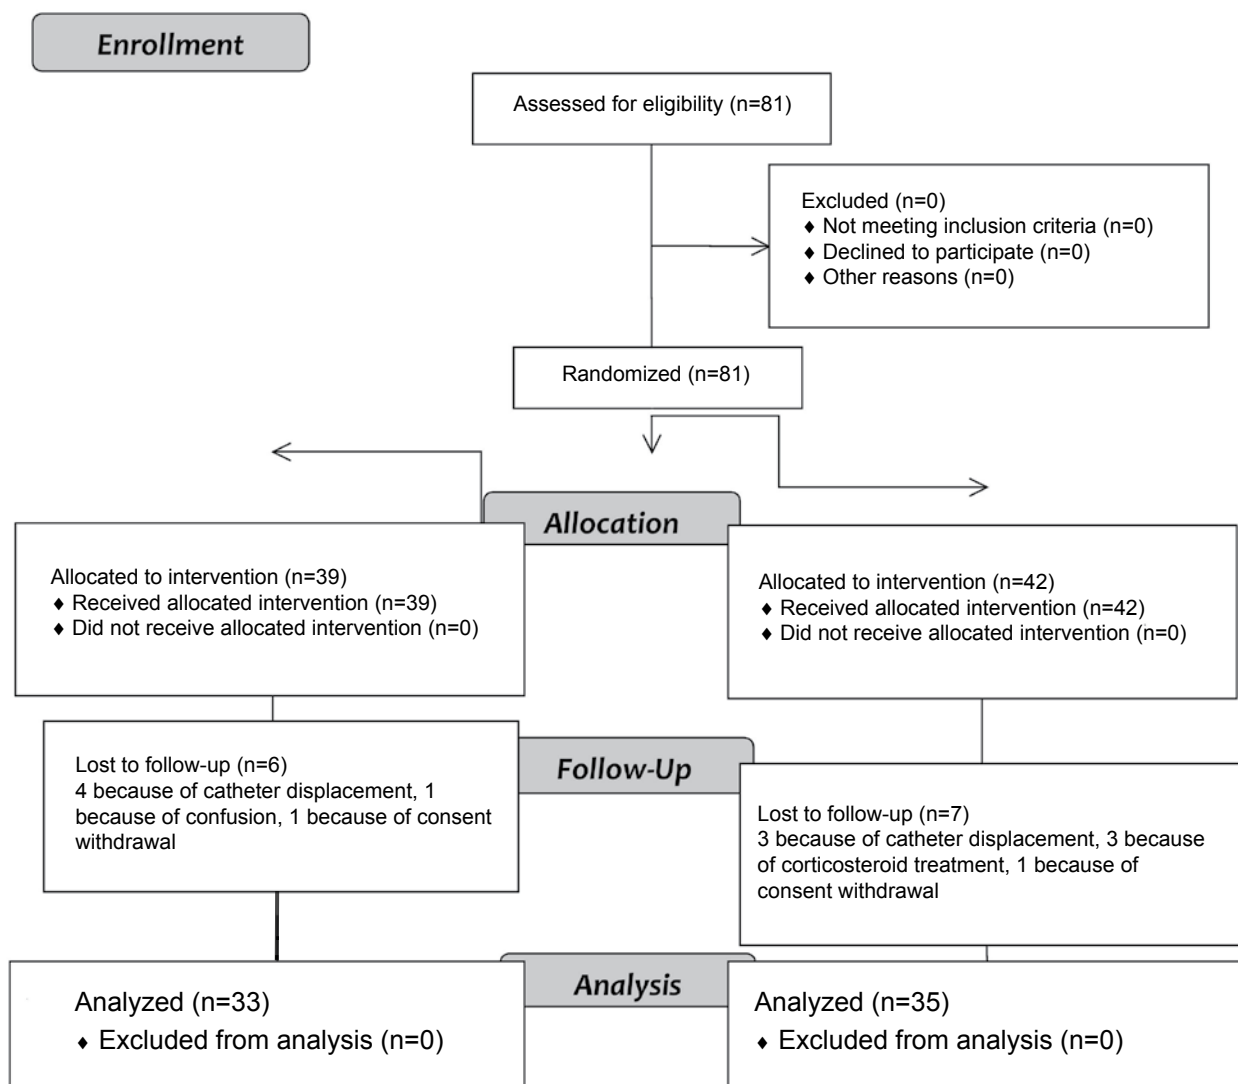 Enrollment
Assessed for eligibility (n=81)
Excluded (n=0)
♦ Not meeting inclusion criteria (n=0)
♦ Declined to participate (n=0)
♦ Other reasons (n=0)
Randomized (n=81)
Allocation
Allocated to intervention (n=39)
♦ Received allocated intervention (n=39)
♦ Did not receive allocated intervention (n=0)
Allocated to intervention (n=42)
♦ Received allocated intervention (n=42)
♦ Did not receive allocated intervention (n=0)
Follow-Up
Lost to follow-up (n=6)
4 because of catheter displacement, 1
because of confusion, 1 because of consent
withdrawal
Lost to follow-up (n=7)
3 because of catheter displacement, 3 because
of corticosteroid treatment, 1 because of
consent withdrawal
Analysis
Analyzed (n=33)
♦ Excluded from analysis (n=0)
Analyzed (n=35)
♦ Excluded from analysis (n=0)